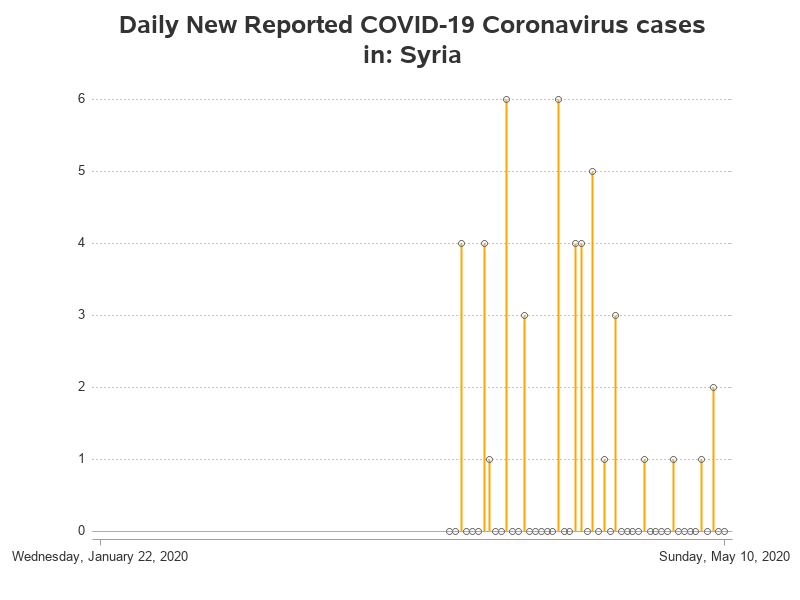 Daily New Reported COVID-19 Coronavirus cases
in: Syria
6
5
4
3
2
1
0
Wednesday, January 22, 2020
Sunday, May 10, 2020